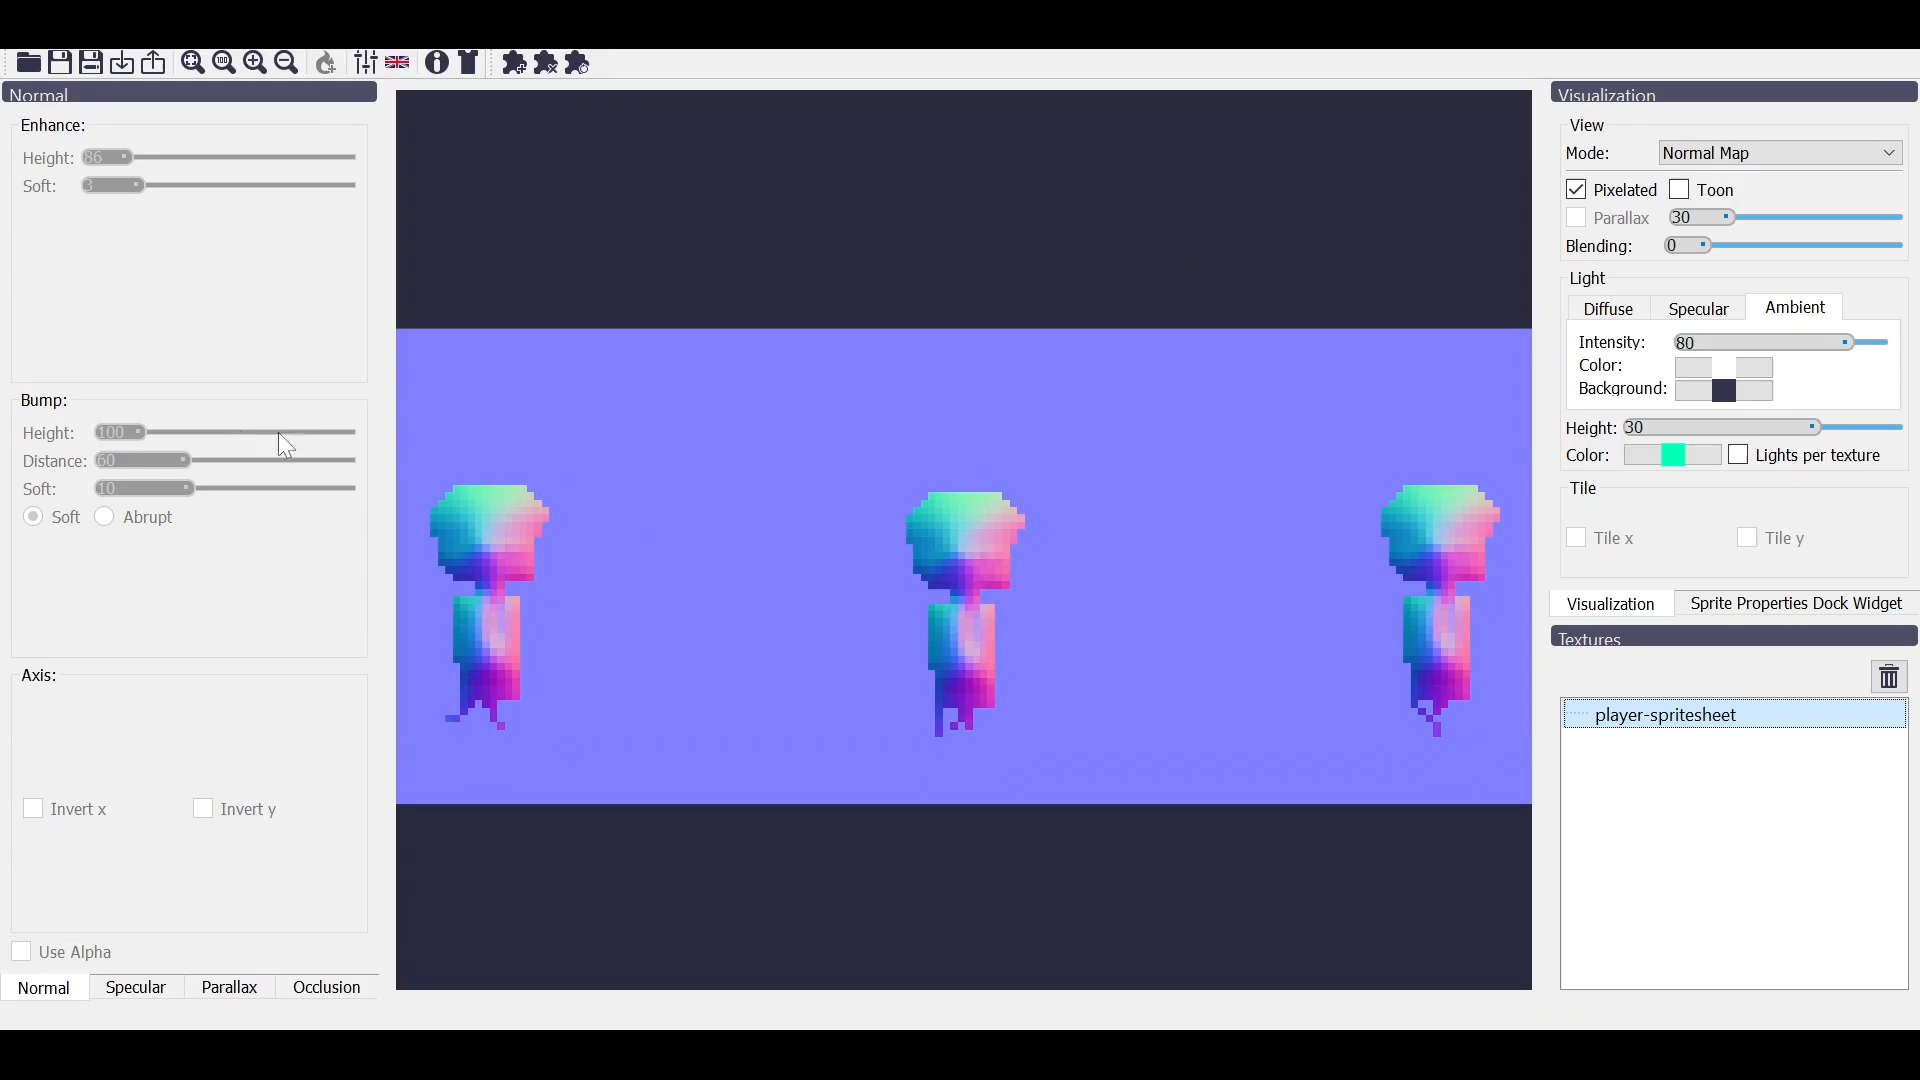 100
Normal
Enhance:
Height: 86
Soft: 3
Bump:
Height: 100
Distance: 60
Soft: 10
Soft Abrupt
Axis:
Invert x Invert y
Use Alpha
Normal Specular Parallax Occlusion
Visualization
View
Mode: Normal Map
Pixelated Toon
Parallax 30
Blending: 0
Light
Diffuse Specular Ambient
Intensity: 80
Color:
Background:
Height: 30
Color: Lights per texture
Tile
Tile x Tile y
Visualization Sprite Properties Dock Widget
Textures
player-spritesheet